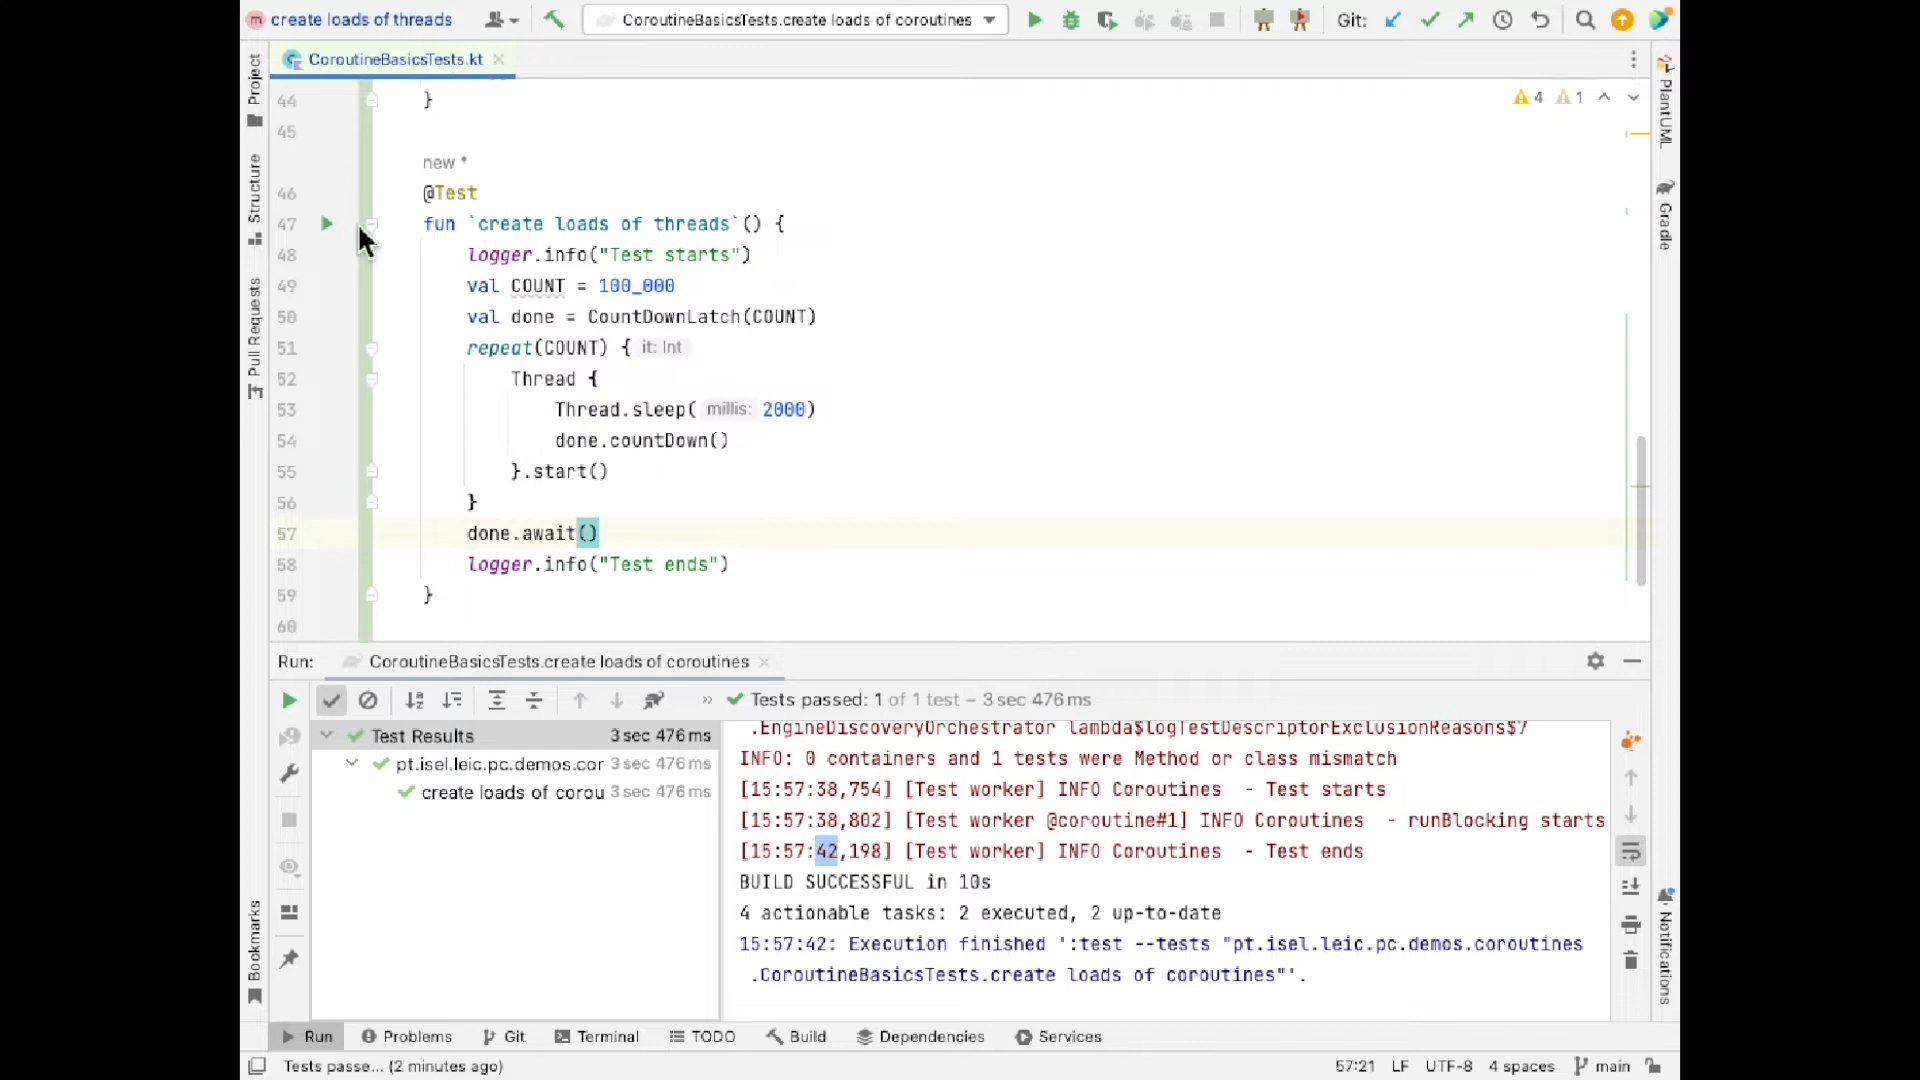 create loads of threads
CoroutineBasicsTests.create loads of coroutines
Git:
CoroutineBasicsTests.kt
Project
Structure
Pull Requests
Bookmarks
PlantUML
Gradle
Notifications
4 1
44 }
45
new *
46 @Test
47 fun `create loads of threads`() {
48 logger.info("Test starts")
49 val COUNT = 100_000
50 val done = CountDownLatch(COUNT)
51 repeat(COUNT) { it: Int
52 Thread {
53 Thread.sleep( millis: 2000)
54 done.countDown()
55 }.start()
56 }
57 done.await()
58 logger.info("Test ends")
59 }
60
Run: CoroutineBasicsTests.create loads of coroutines
» Tests passed: 1 of 1 test – 3 sec 476 ms
Test Results 3 sec 476 ms
pt.isel.leic.pc.demos.cor 3 sec 476 ms
create loads of corou 3 sec 476 ms
.EngineDiscoveryOrchestrator lambda$logTestDescriptorExclusionReasons$7
INFO: 0 containers and 1 tests were Method or class mismatch
[15:57:38,754] [Test worker] INFO Coroutines - Test starts
[15:57:38,802] [Test worker @coroutine#1] INFO Coroutines - runBlocking starts
[15:57:42,198] [Test worker] INFO Coroutines - Test ends
BUILD SUCCESSFUL in 10s
4 actionable tasks: 2 executed, 2 up-to-date
15:57:42: Execution finished ':test --tests "pt.isel.leic.pc.demos.coroutines
.CoroutineBasicsTests.create loads of coroutines"'.
Run Problems Git Terminal TODO Build Dependencies Services
Tests passe... (2 minutes ago) 57:21 LF UTF-8 4 spaces main